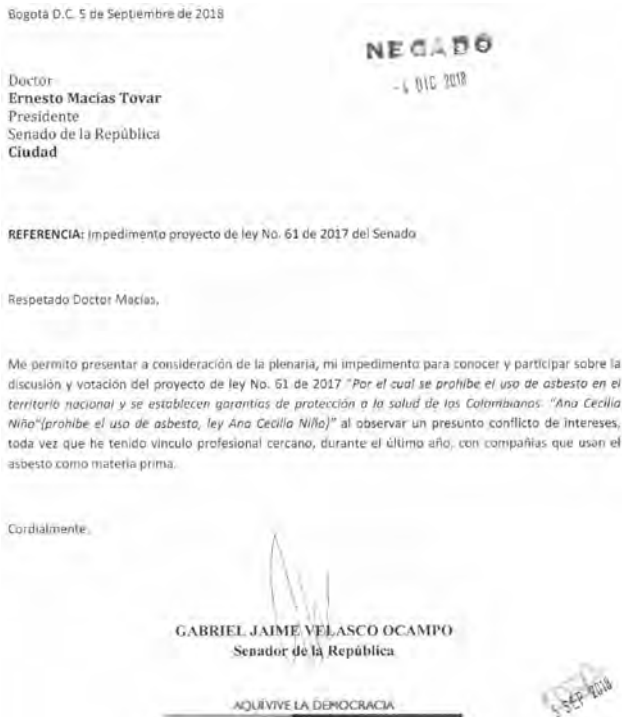 Bogotá D.C. 5 de Septiembre de 2018
NEGADO
-4 DIC 2018
Doctor
Ernesto Macías Tovar
Presidente
Senado de la República
Ciudad
REFERENCIA: Impedimento proyecto de ley No. 61 de 2017 del Senado
Respetado Doctor Macías,
Me permito presentar a consideración de la plenaria, mi impedimento para conocer y participar sobre la
discusión y votación del proyecto de ley No. 61 de 2017 "Por el cual se prohíbe el uso de asbesto en el
territorio nacional y se establecen garantías de protección a la salud de los Colombianos. "Ana Cecilia
Niño"(prohíbe el uso de asbesto, ley Ana Cecilia Niño)" al observar un presunto conflicto de intereses,
toda vez que he tenido vinculo profesional cercano, durante el último año, con compañías que usan el
asbesto como materia prima.
Cordialmente,
GABRIEL JAIME VELASCO OCAMPO
Senador de la República
AQUÍ VIVE LA DEMOCRACIA
5 SEP 2018